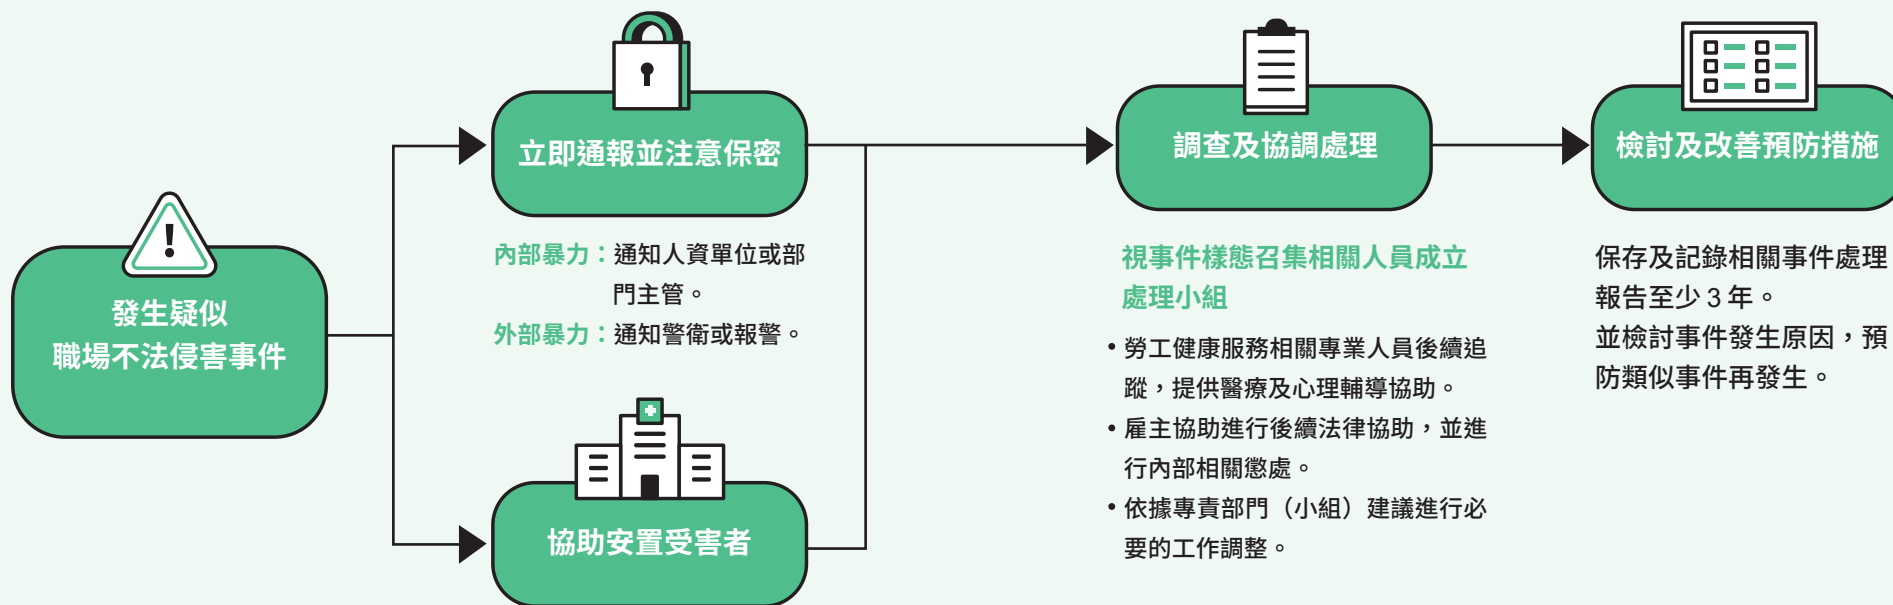 發生疑似
職場不法侵害事件
立即通報並注意保密
內部暴力：通知人資單位或部
門主管。
外部暴力：通知警衛或報警。
協助安置受害者
調查及協調處理
視事件樣態召集相關人員成立
處理小組
• 勞工健康服務相關專業人員後續追
蹤，提供醫療及心理輔導協助。
• 雇主協助進行後續法律協助，並進
行內部相關懲處。
• 依據專責部門（小組）建議進行必
要的工作調整。
檢討及改善預防措施
保存及記錄相關事件處理
報告至少 3 年。
並檢討事件發生原因，預
防類似事件再發生。